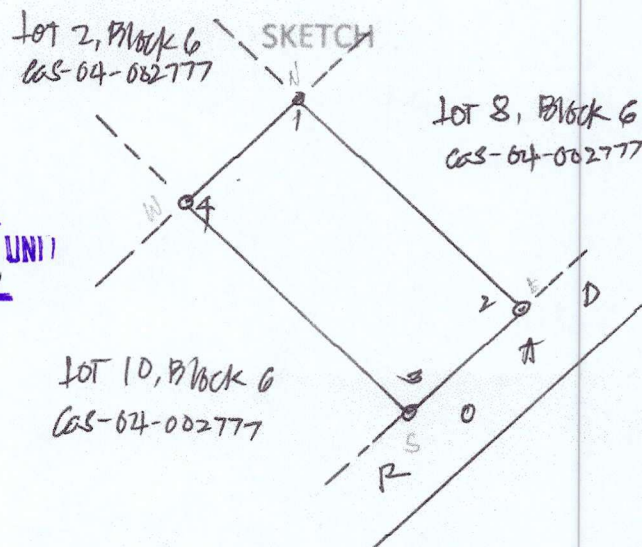 SKETCH
Lot 2, Block 6
Cas-04-002777
N
1
Lot 8, Block 6
Cas-04-002777
W
4
UNIT
2
E
D
A
3
O
S
R
Lot 10, Block 6
Cas-04-002777